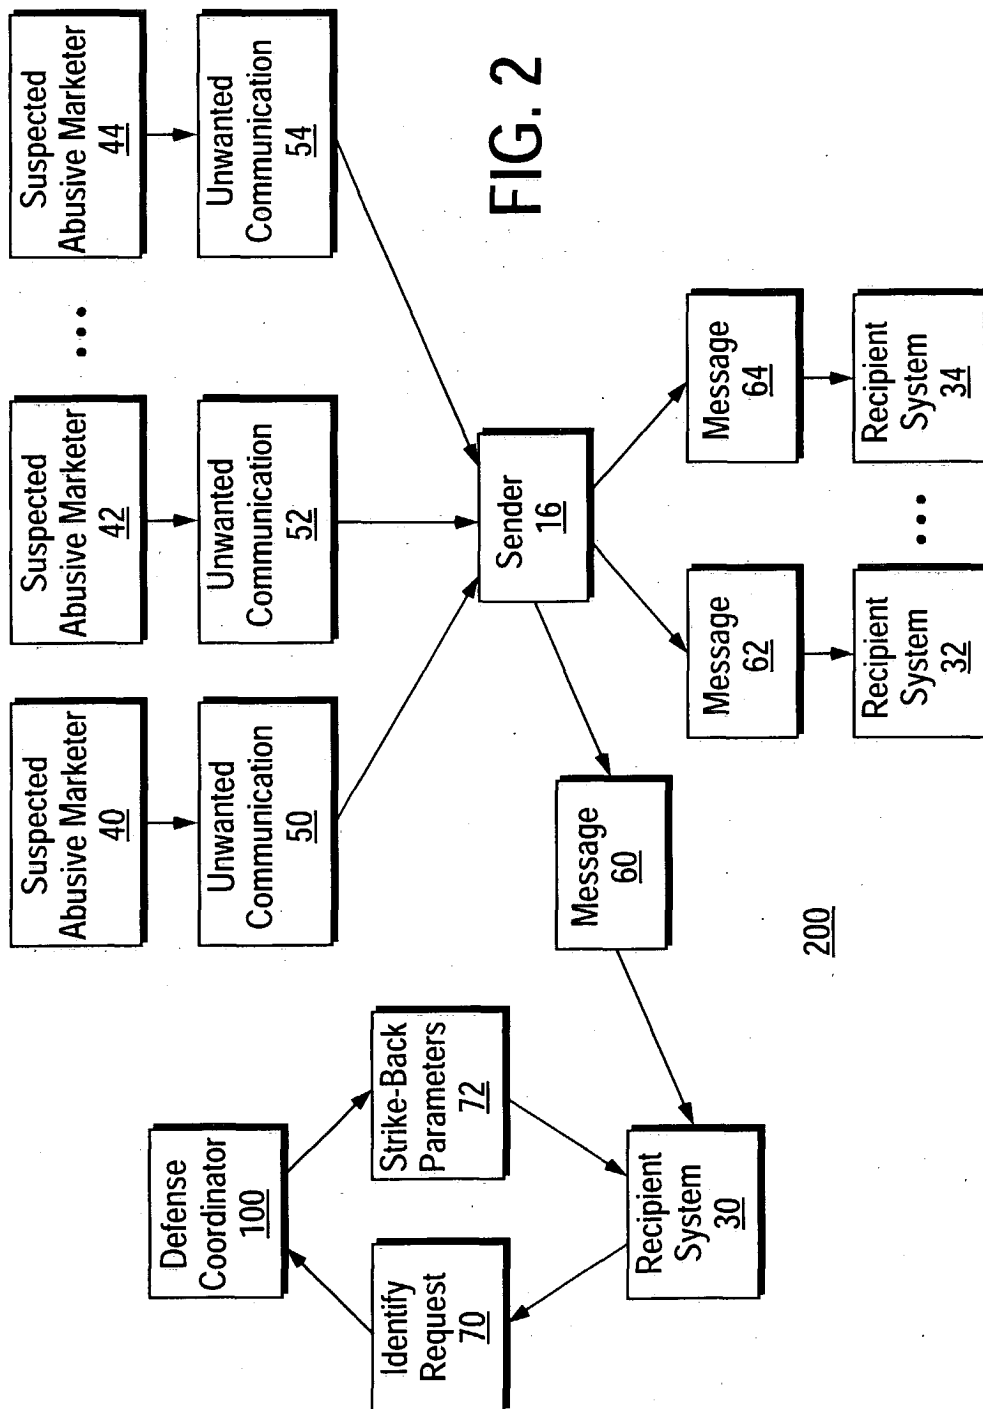 Suspected
Abusive Marketer
40
Suspected
Abusive Marketer
42
...
Suspected
Abusive Marketer
44
Unwanted
Communication
50
Unwanted
Communication
52
Unwanted
Communication
54
Defense
Coordinator
100
Identify
Request
70
Strike-Back
Parameters
72
Recipient
System
30
Message
60
Sender
16
FIG. 2
Message
62
Message
64
Recipient
System
32
...
Recipient
System
34
200